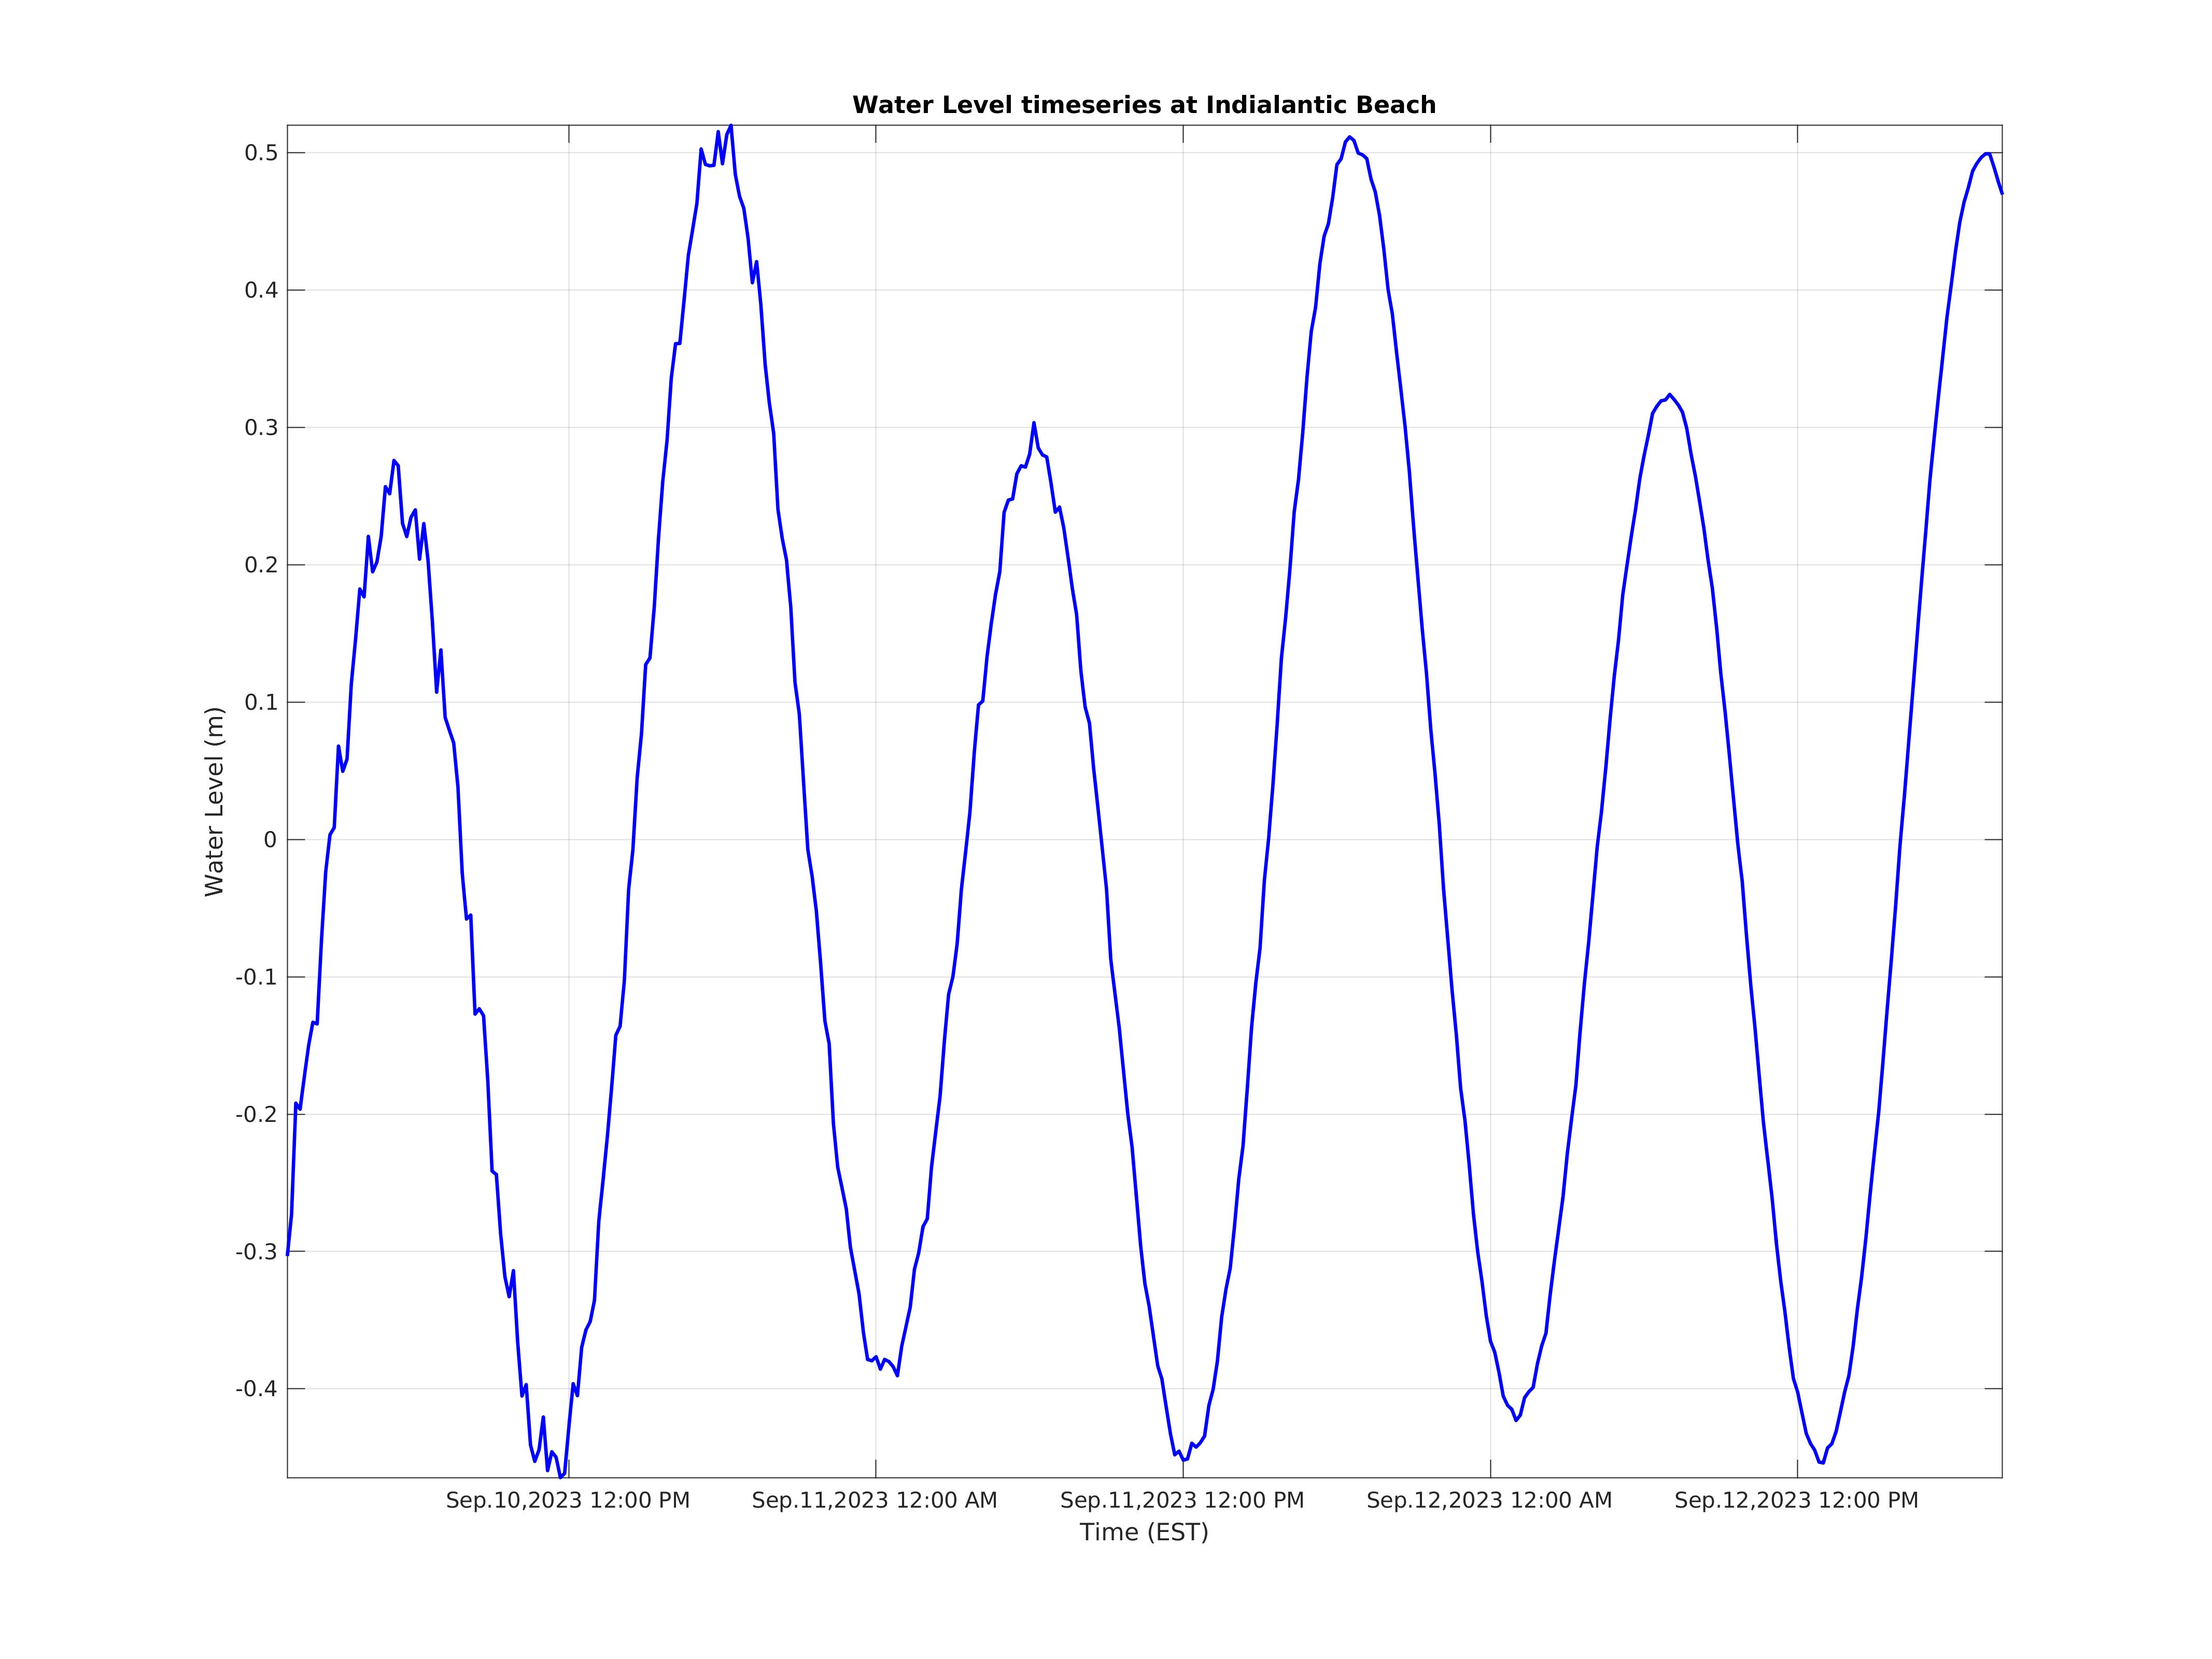 Water Level timeseries at Indialantic Beach
0.5
0.4
0.3
0.2
0.1
0
-0.1
-0.2
-0.3
-0.4
Water Level (m)
Sep.10,2023 12:00 PM
Sep.11,2023 12:00 AM
Sep.11,2023 12:00 PM
Sep.12,2023 12:00 AM
Sep.12,2023 12:00 PM
Time (EST)